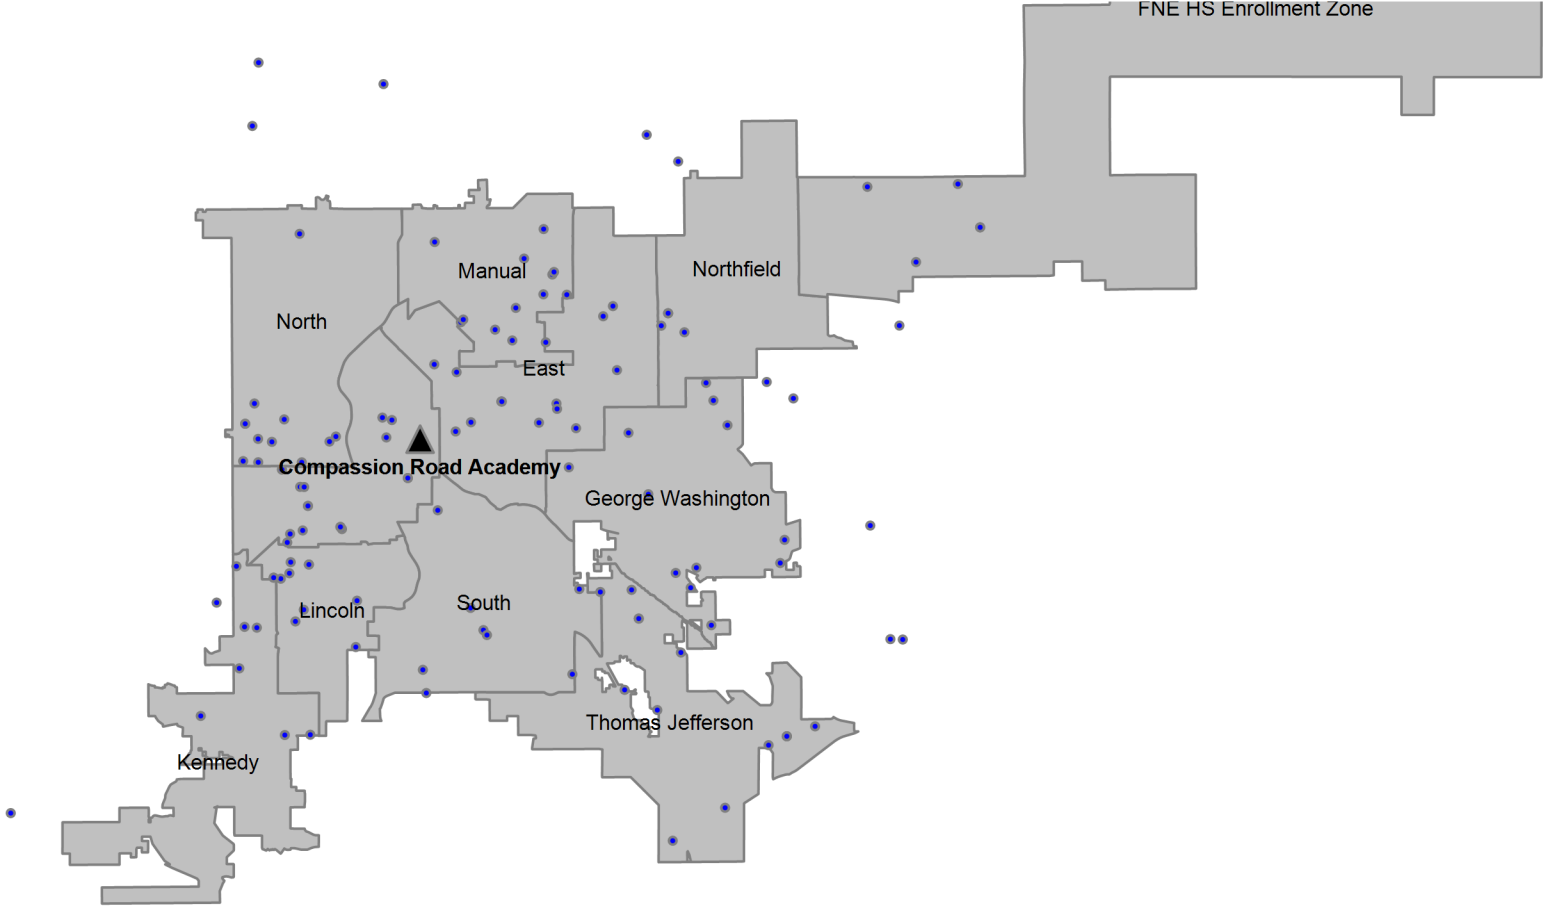 FNE HS Enrollment Zone
Manual
Northfield
North
East
Compassion Road Academy
George Washington
Lincoln
South
Thomas Jefferson
Kennedy